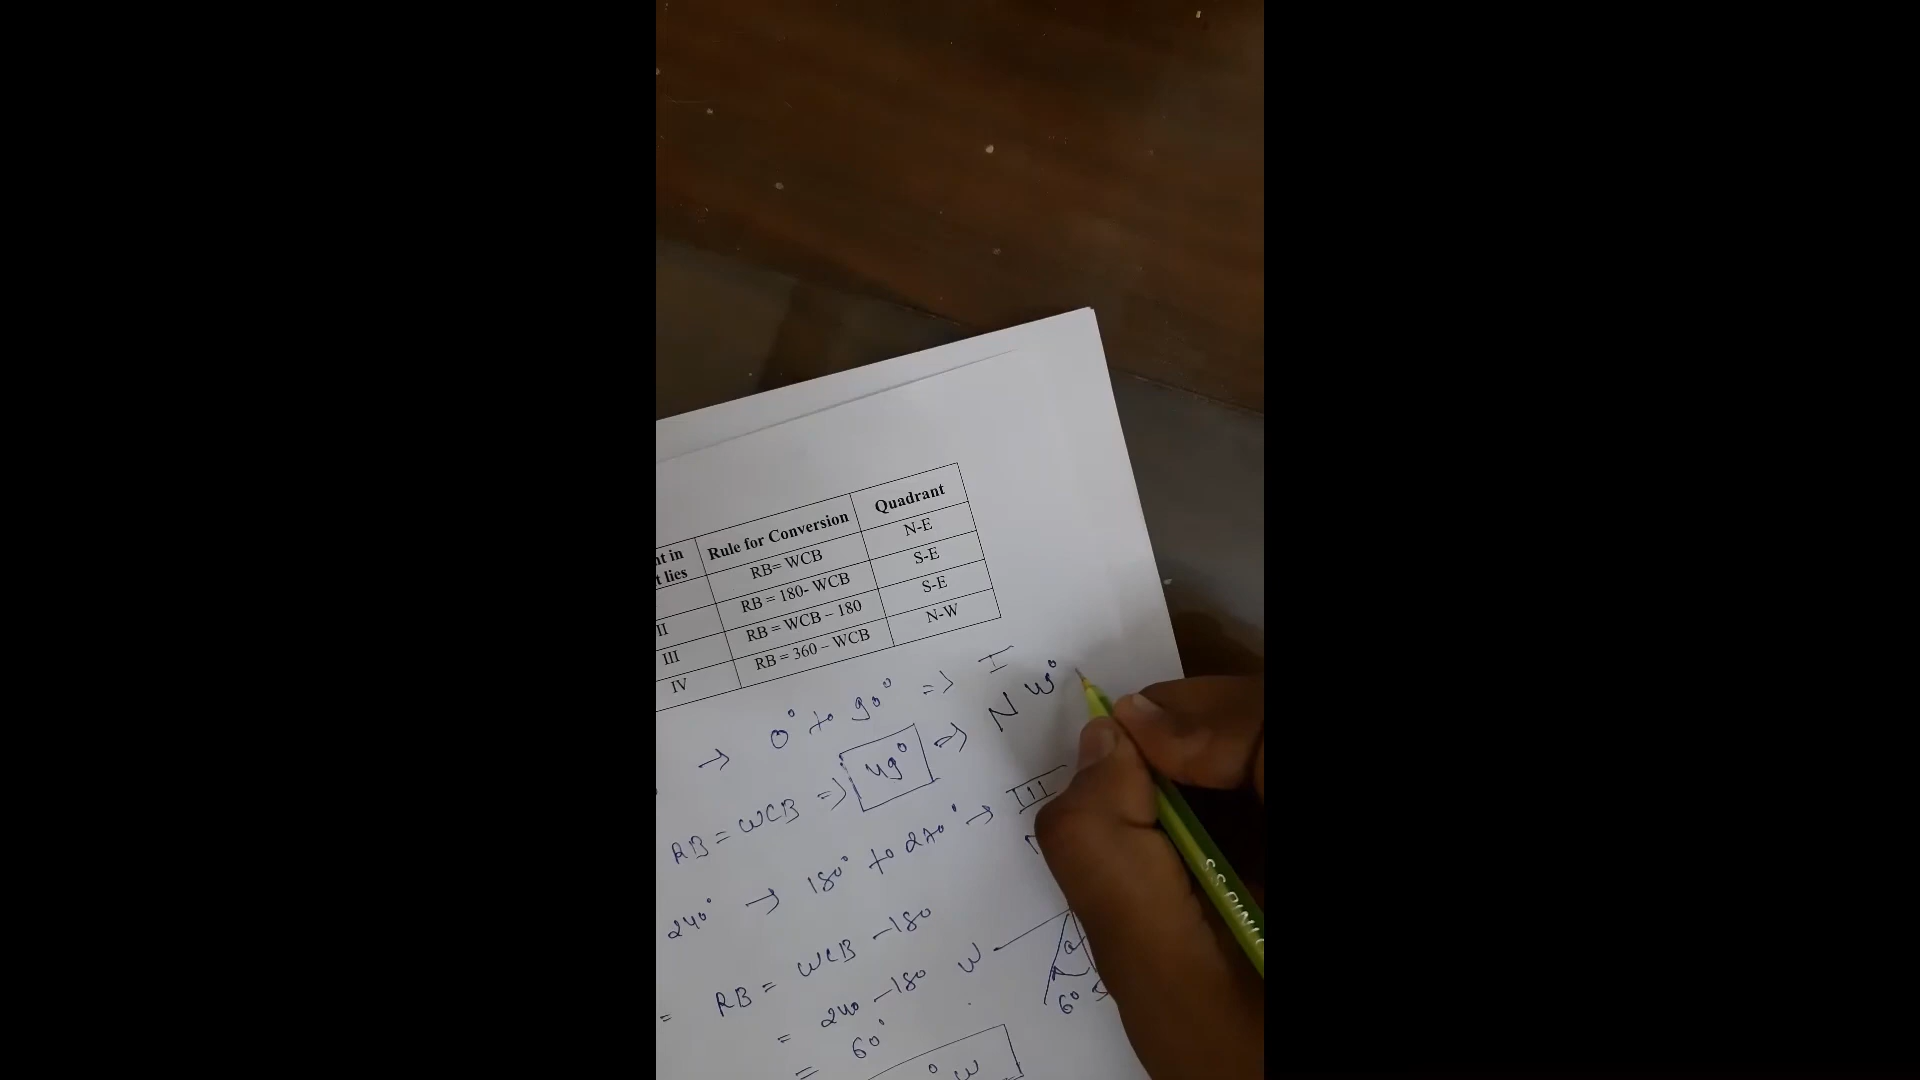 nt in Rule for Conversion Quadrant
t lies
RB= WCB N-E
II RB = 180- WCB S-E
III RB = WCB – 180 S-E
IV RB = 360 – WCB N-W
→ 0° to 90° => I
RB = WCB => 49° => N 49°
240° → 180° to 270° → III
= RB = WCB -180
= 240 -180
= 60°
W
a
60 S
° W
SSPINI